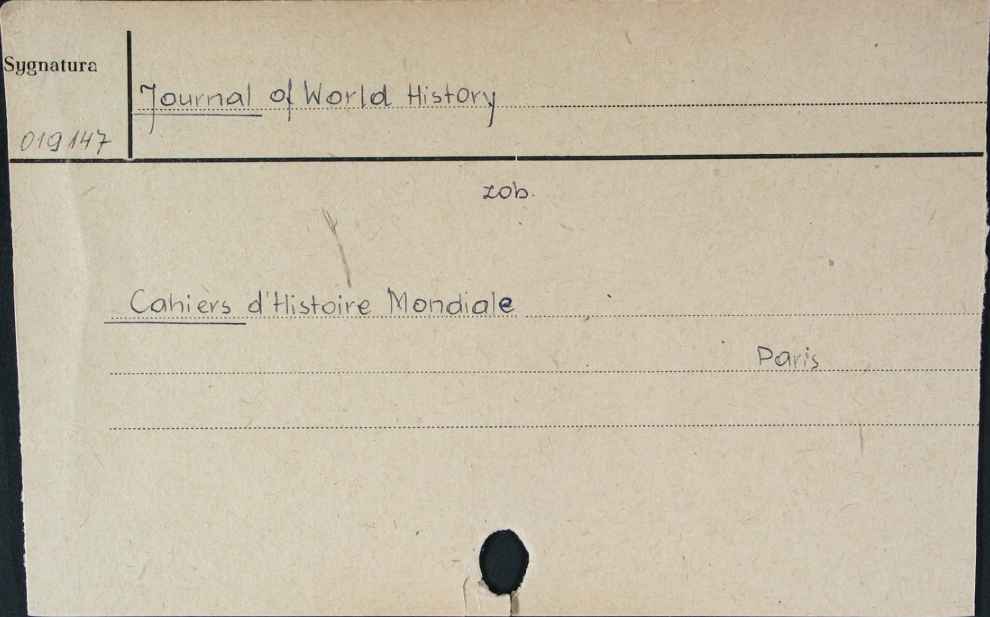 Sygnatura
Journal of World History
019147
zob.
Cahiers d'Histoire Mondiale
Paris